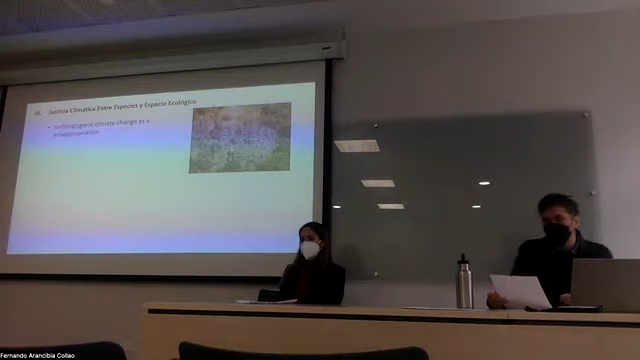 III. Justicia Climática Entre Especies y Espacio Ecológico
• Anthropogenic climate change as a
misappropriation
Fernando Arancibia Collao